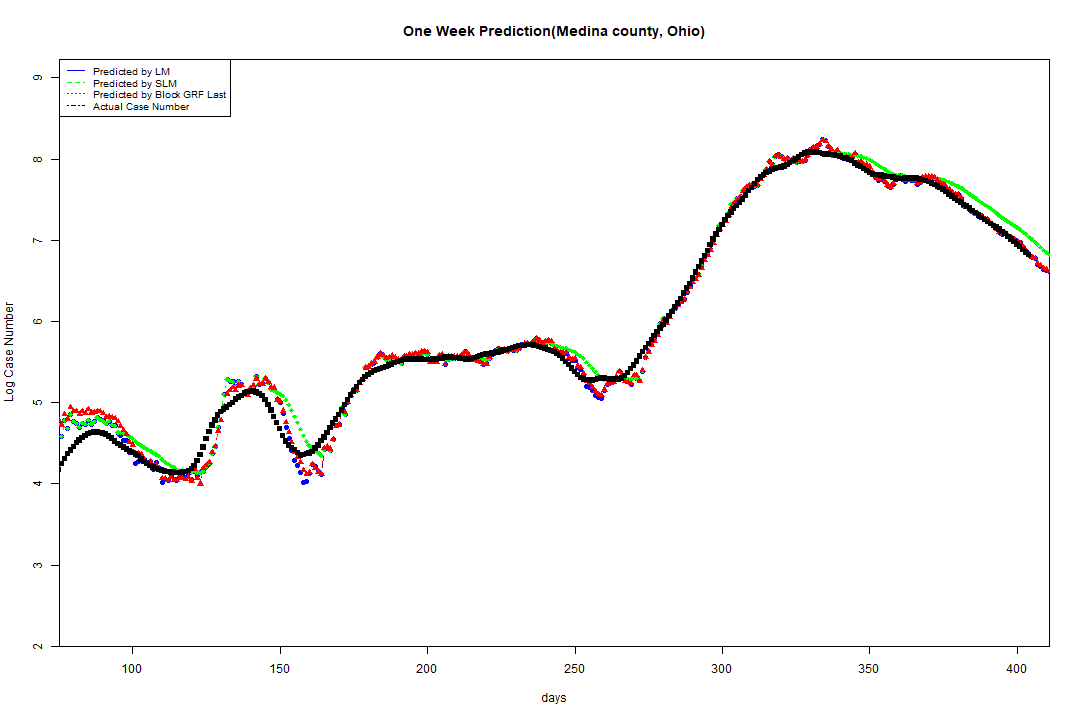 One Week Prediction(Medina county, Ohio)
Predicted by LM
Predicted by SLM
Predicted by Block GRF Last
Actual Case Number
9
8
7
6
5
4
3
2
Log Case Number
100 150 200 250 300 350 400
days